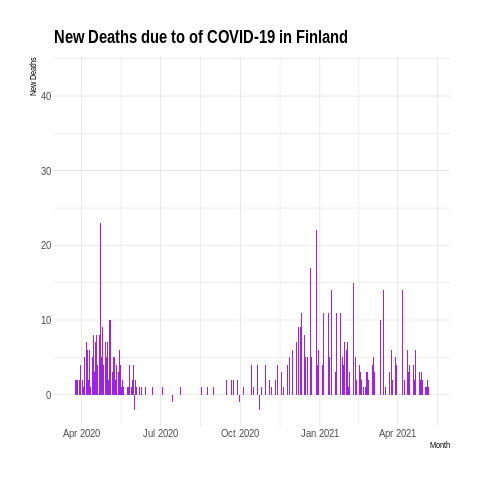 New Deaths due to of COVID-19 in Finland
New Deaths
40
30
20
10
0
Apr 2020 Jul 2020 Oct 2020 Jan 2021 Apr 2021
Month